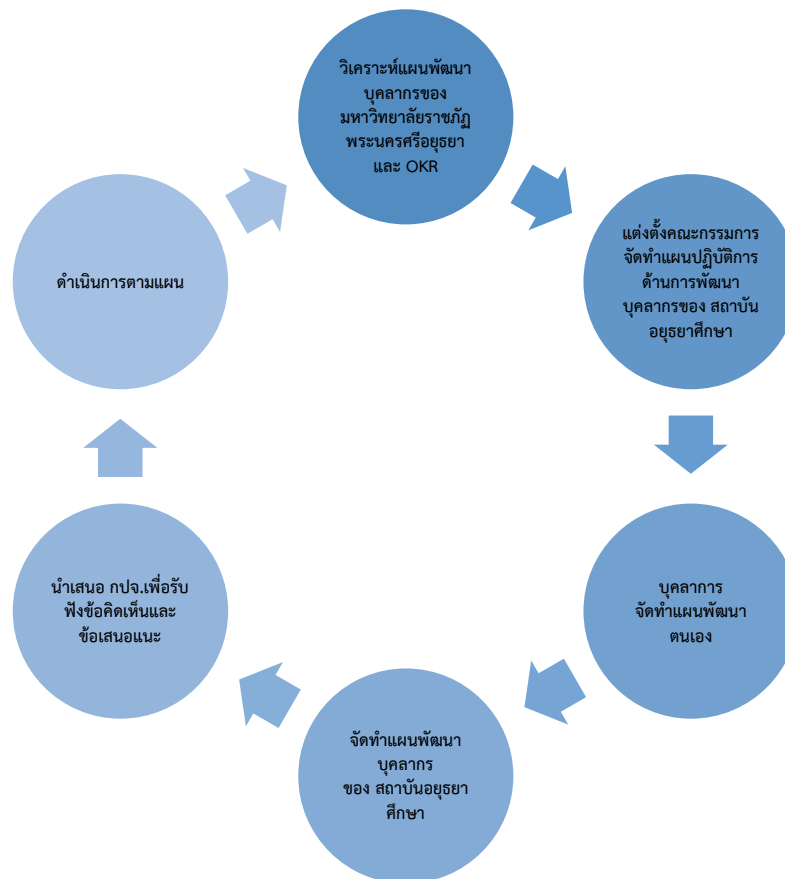 วิเคราะห์แผนพัฒนา
บุคลากรของ
มหาวิทยาลัยราชภัฏ
พระนครศรีอยุธยา
และ OKR
แต่งตั้งคณะกรรมการ
จัดทำแผนปฏิบัติการ
ด้านการพัฒนา
บุคลากรของ สถาบัน
อยุธยาศึกษา
บุคลาการ
จัดทำแผนพัฒนา
ตนเอง
จัดทำแผนพัฒนา
บุคลากร
ของ สถาบันอยุธยา
ศึกษา
นำเสนอ กปจ.เพื่อรับ
ฟังข้อคิดเห็นและ
ข้อเสนอแนะ
ดำเนินการตามแผน